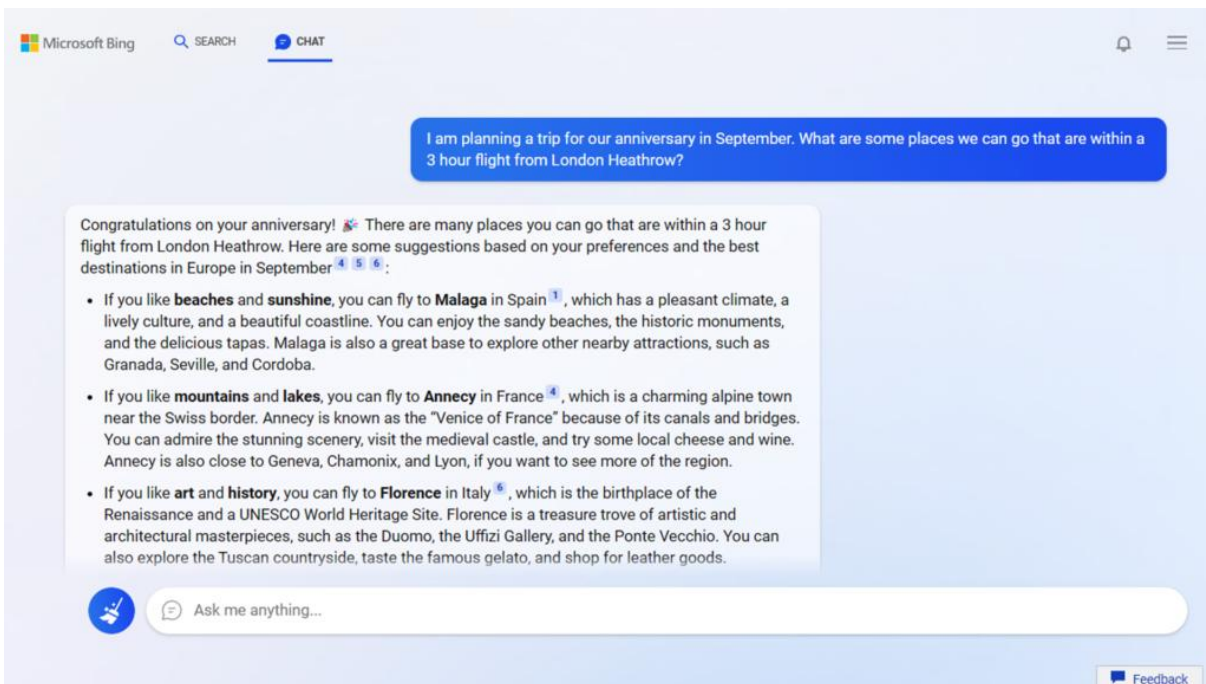 Microsoft Bing
SEARCH
CHAT
I am planning a trip for our anniversary in September. What are some places we can go that are within a
3 hour flight from London Heathrow?
Congratulations on your anniversary! 🎉 There are many places you can go that are within a 3 hour
flight from London Heathrow. Here are some suggestions based on your preferences and the best
destinations in Europe in September 4 5 6 :
• If you like beaches and sunshine, you can fly to Malaga in Spain 1 , which has a pleasant climate, a
lively culture, and a beautiful coastline. You can enjoy the sandy beaches, the historic monuments,
and the delicious tapas. Malaga is also a great base to explore other nearby attractions, such as
Granada, Seville, and Cordoba.
• If you like mountains and lakes, you can fly to Annecy in France 4 , which is a charming alpine town
near the Swiss border. Annecy is known as the “Venice of France” because of its canals and bridges.
You can admire the stunning scenery, visit the medieval castle, and try some local cheese and wine.
Annecy is also close to Geneva, Chamonix, and Lyon, if you want to see more of the region.
• If you like art and history, you can fly to Florence in Italy 6 , which is the birthplace of the
Renaissance and a UNESCO World Heritage Site. Florence is a treasure trove of artistic and
architectural masterpieces, such as the Duomo, the Uffizi Gallery, and the Ponte Vecchio. You can
also explore the Tuscan countryside, taste the famous gelato, and shop for leather goods.
Ask me anything...
Feedback